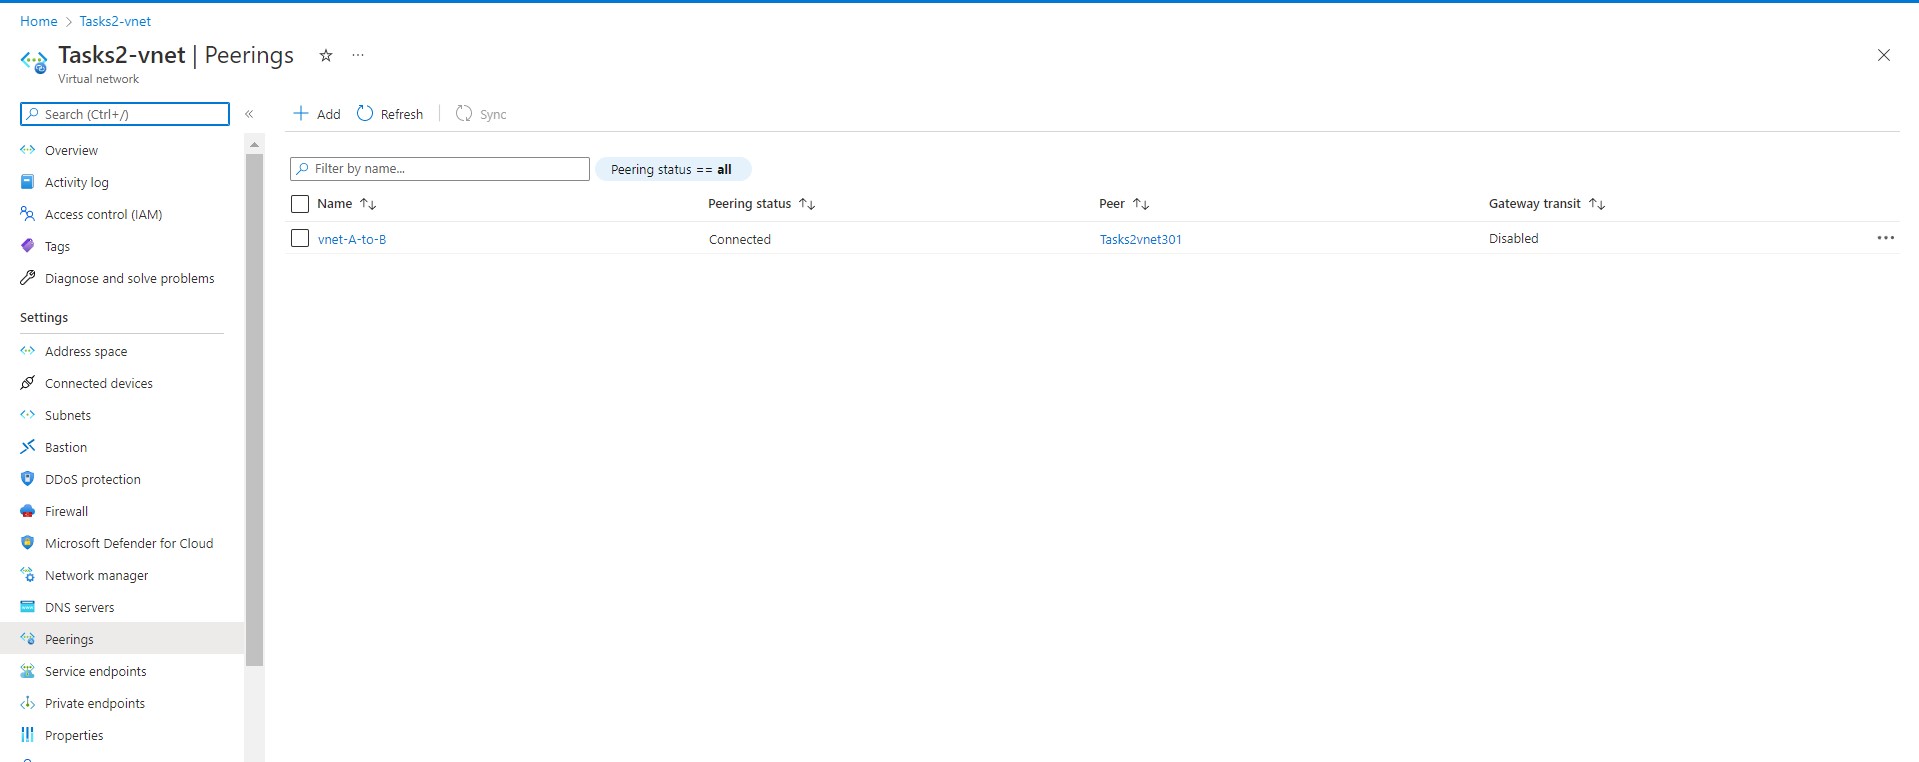 Home > Tasks2-vnet
Tasks2-vnet | Peerings ☆ ···
Virtual network
Search (Ctrl+/) «
Overview
Activity log
Access control (IAM)
Tags
Diagnose and solve problems
Settings
Address space
Connected devices
Subnets
Bastion
DDoS protection
Firewall
Microsoft Defender for Cloud
Network manager
DNS servers
Peerings
Service endpoints
Private endpoints
Properties
+ Add Refresh Sync
Filter by name... Peering status == all
Name ↑↓ Peering status ↑↓ Peer ↑↓ Gateway transit ↑↓
vnet-A-to-B Connected Tasks2vnet301 Disabled ···